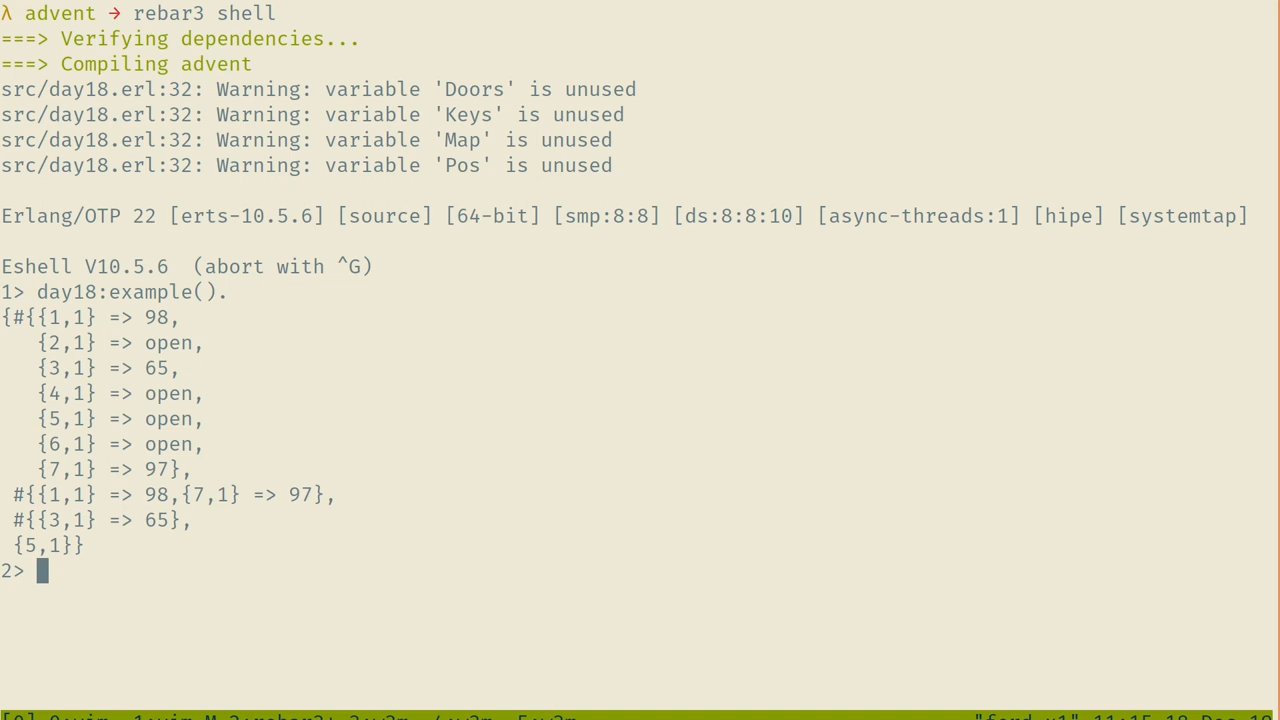 λ advent → rebar3 shell
===> Verifying dependencies...
===> Compiling advent
src/day18.erl:32: Warning: variable 'Doors' is unused
src/day18.erl:32: Warning: variable 'Keys' is unused
src/day18.erl:32: Warning: variable 'Map' is unused
src/day18.erl:32: Warning: variable 'Pos' is unused
Erlang/OTP 22 [erts-10.5.6] [source] [64-bit] [smp:8:8] [ds:8:8:10] [async-threads:1] [hipe] [systemtap]
Eshell V10.5.6  (abort with ^G)
1> day18:example().
{#{{1,1} => 98,
   {2,1} => open,
   {3,1} => 65,
   {4,1} => open,
   {5,1} => open,
   {6,1} => open,
   {7,1} => 97},
 #{{1,1} => 98,{7,1} => 97},
 #{{3,1} => 65},
 {5,1}}
2>